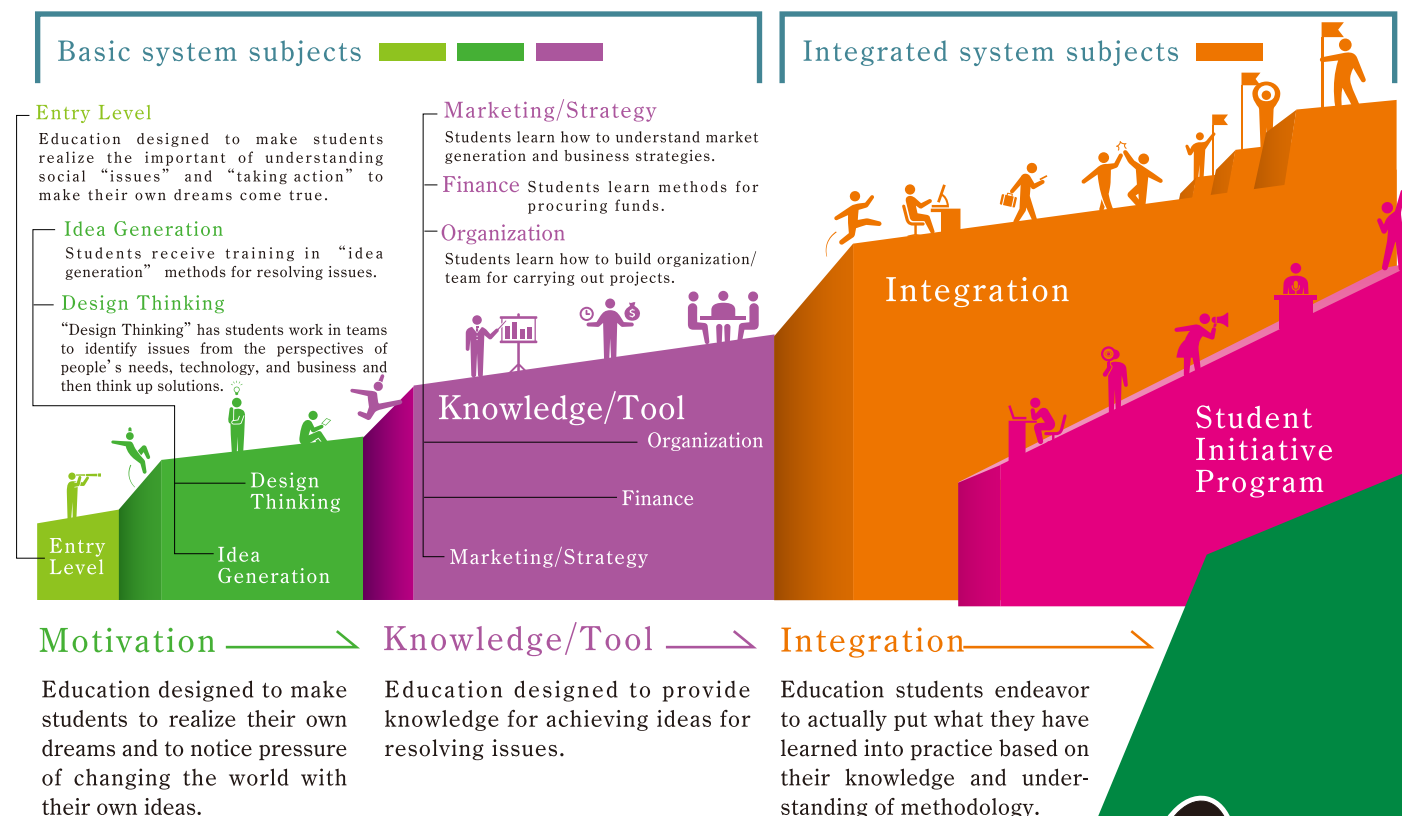 Basic system subjects
Integrated system subjects
Entry Level
Education designed to make students
realize the important of understanding
social “issues” and “taking action” to
make their own dreams come true.
Idea Generation
Students receive training in “idea
generation” methods for resolving issues.
Design Thinking
“Design Thinking” has students work in teams
to identify issues from the perspectives of
people’s needs, technology, and business and
then think up solutions.
Marketing/Strategy
Students learn how to understand market
generation and business strategies.
Finance Students learn methods for
procuring funds.
Organization
Students learn how to build organization/
team for carrying out projects.
$
Entry
Level
Design
Thinking
Idea
Generation
Knowledge/Tool
Organization
Finance
Marketing/Strategy
Integration
Student
Initiative
Program
Motivation
Education designed to make
students to realize their own
dreams and to notice pressure
of changing the world with
their own ideas.
Knowledge/Tool
Education designed to provide
knowledge for achieving ideas for
resolving issues.
Integration
Education students endeavor
to actually put what they have
learned into practice based on
their knowledge and under-
standing of methodology.